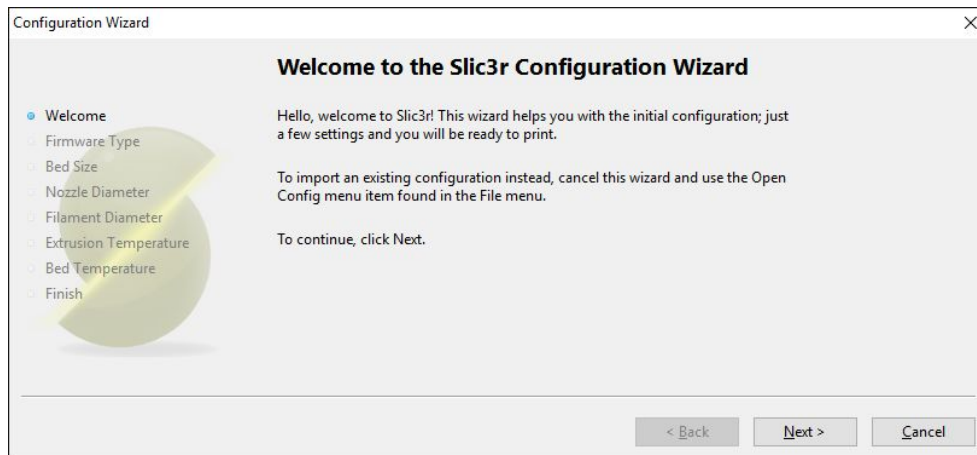 Configuration Wizard
Welcome to the Slic3r Configuration Wizard
Welcome
Firmware Type
Bed Size
Nozzle Diameter
Filament Diameter
Extrusion Temperature
Bed Temperature
Finish
Hello, welcome to Slic3r! This wizard helps you with the initial configuration; just
a few settings and you will be ready to print.
To import an existing configuration instead, cancel this wizard and use the Open
Config menu item found in the File menu.
To continue, click Next.
< Back
Next >
Cancel